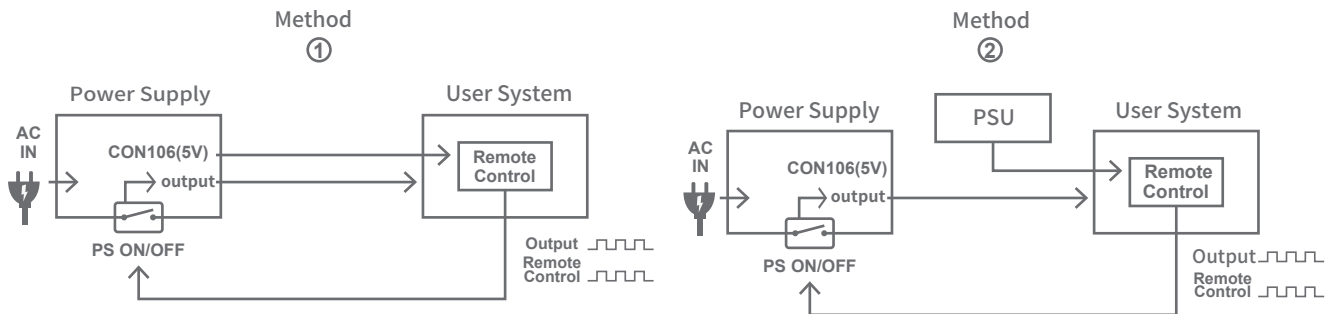 Method
①
Power Supply
User System
AC
IN
CON106(5V)
output
Remote
Control
PS ON/OFF
Output
Remote
Control
Method
②
Power Supply
PSU
User System
AC
IN
CON106(5V)
output
Remote
Control
PS ON/OFF
Output
Remote
Control